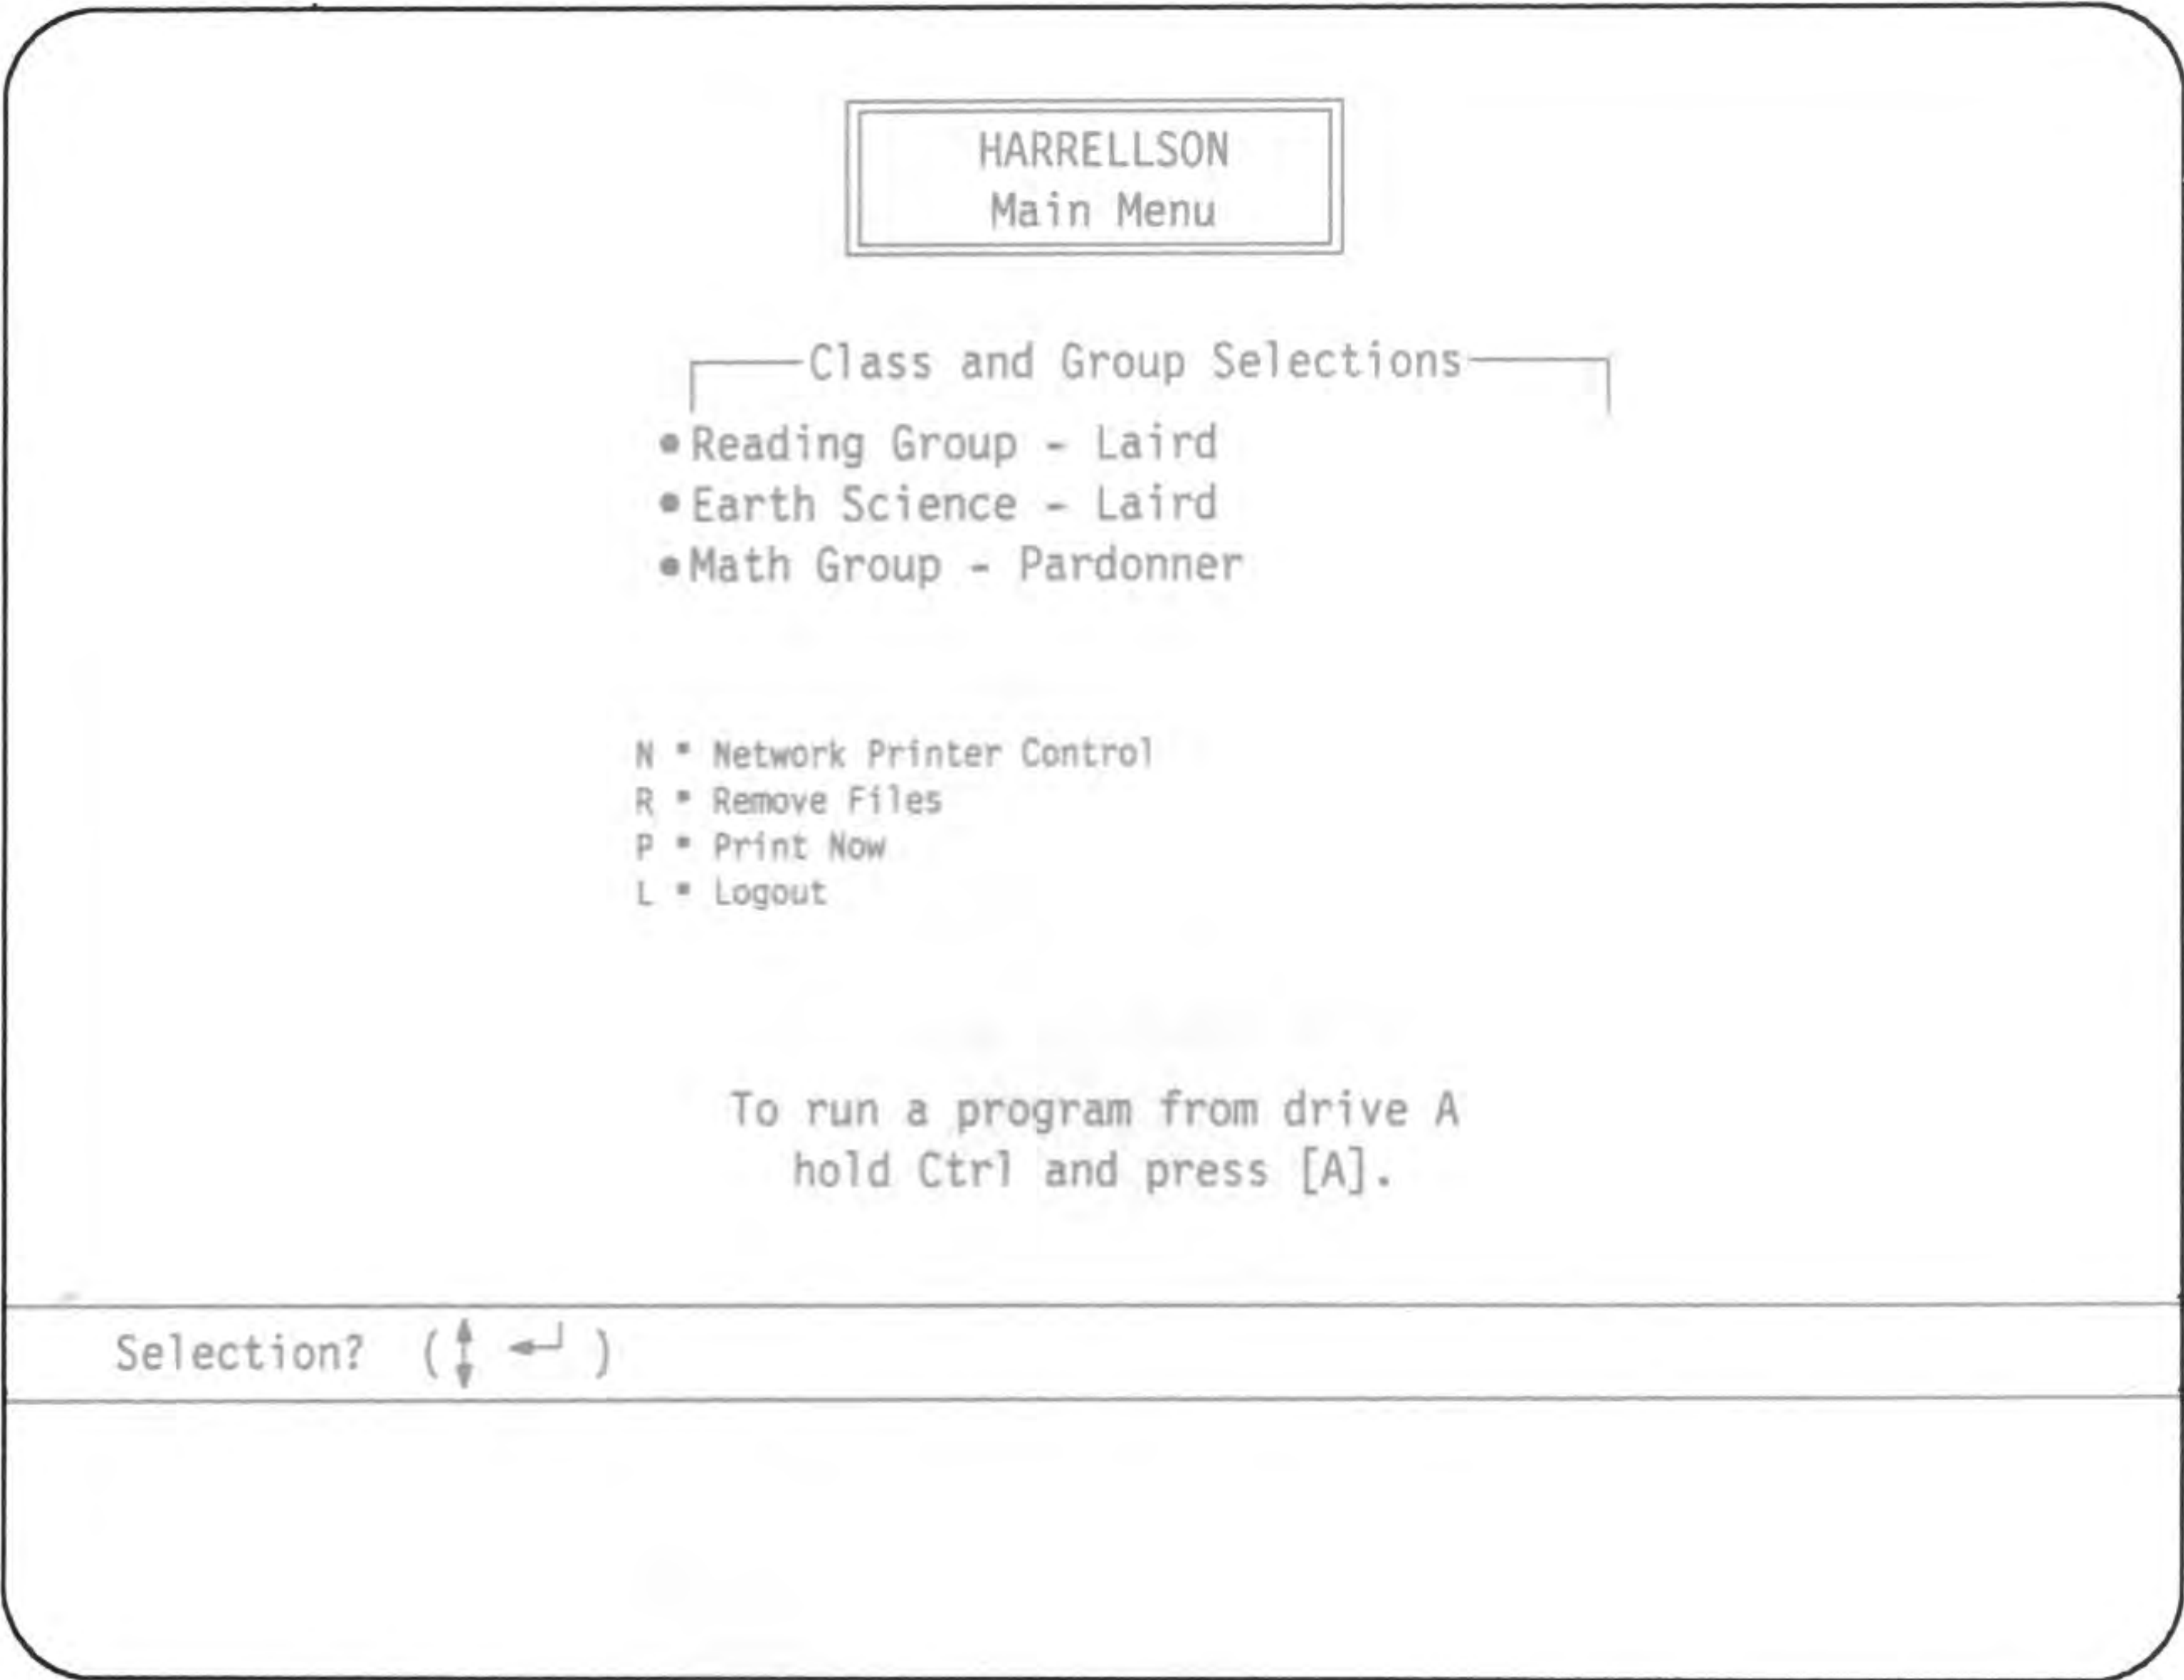 HARRELLSON
Main Menu
Class and Group Selections
•Reading Group - Laird
•Earth Science - Laird
•Math Group - Pardonner
N ▪ Network Printer Control
R ▪ Remove Files
P ▪ Print Now
L ▪ Logout
To run a program from drive A
hold Ctrl and press [A].
Selection? (↕ ↵ )